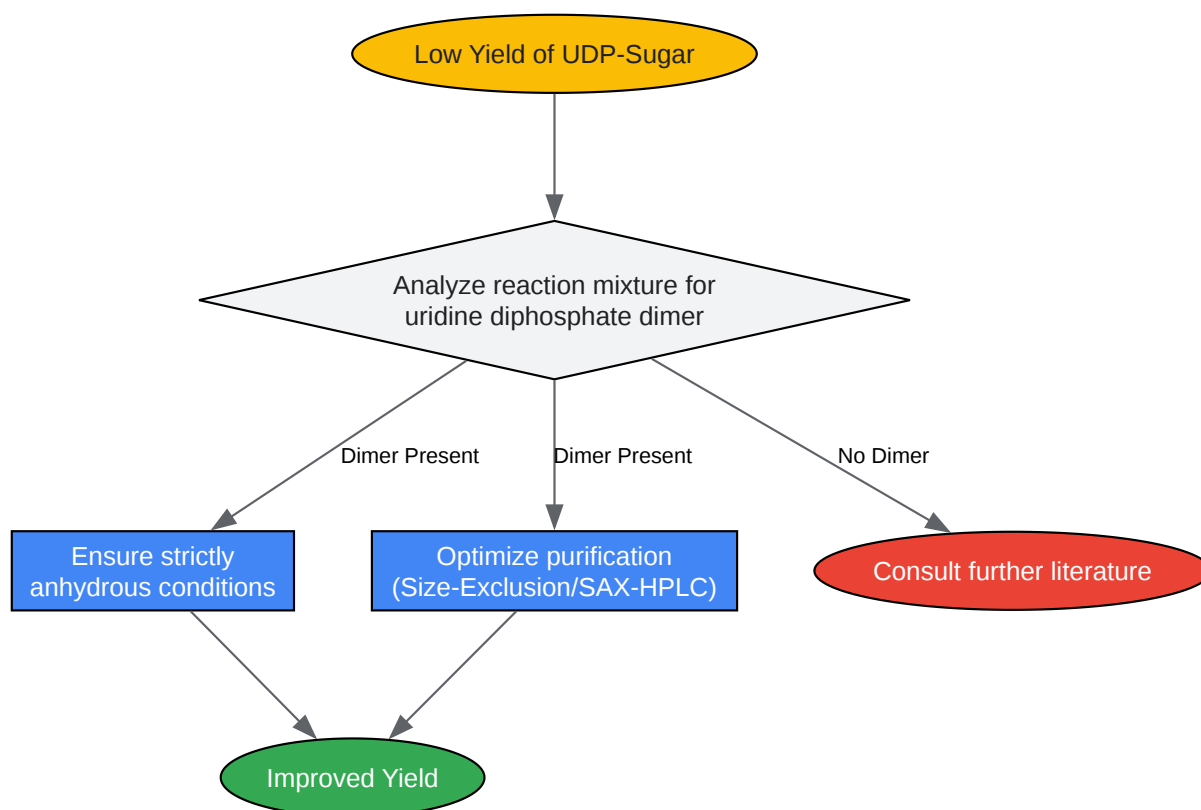 Low Yield of UDP-Sugar
Analyze reaction mixture for
uridine diphosphate dimer
Dimer Present
Dimer Present
No Dimer
Ensure strictly
anhydrous conditions
Optimize purification
(Size-Exclusion/SAX-HPLC)
Consult further literature
Improved Yield